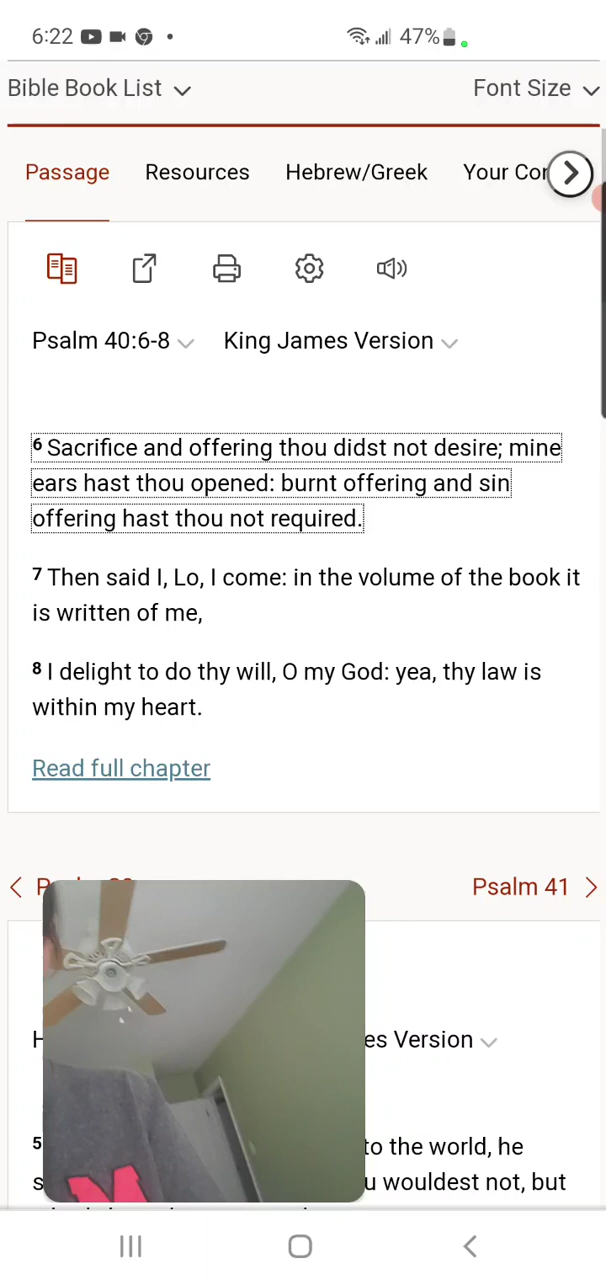 6:22 47%
Bible Book List Font Size
Passage Resources Hebrew/Greek Your Cor
Psalm 40:6-8 King James Version
6 Sacrifice and offering thou didst not desire; mine
ears hast thou opened: burnt offering and sin
offering hast thou not required.
7 Then said I, Lo, I come: in the volume of the book it
is written of me,
8 I delight to do thy will, O my God: yea, thy law is
within my heart.
Read full chapter
Psalm 41
H es Version
5 to the world, he
s u wouldest not, but
M